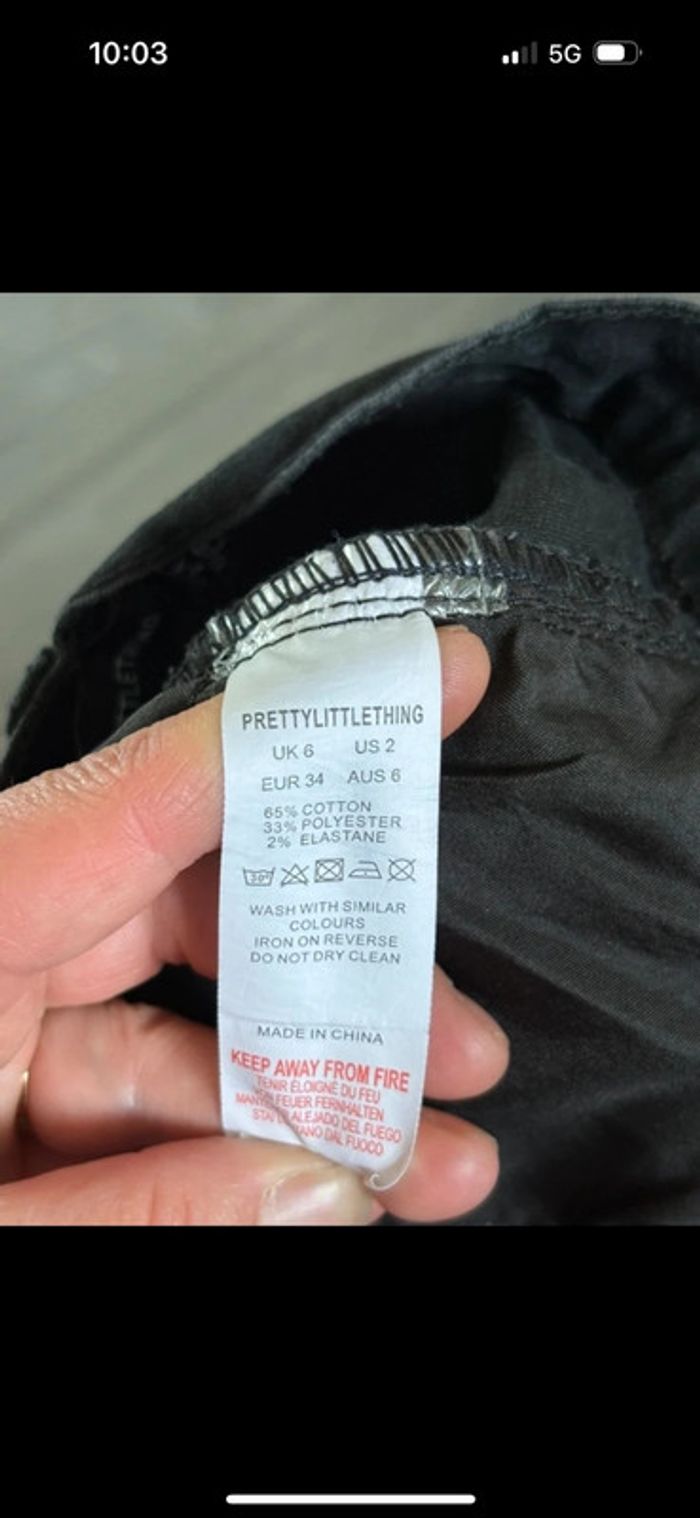 10:03
5G
PRETTYLITTLETHING
UK 6 US 2
EUR 34 AUS 6
65% COTTON
33% POLYESTER
2% ELASTANE
30°
WASH WITH SIMILAR
COLOURS
IRON ON REVERSE
DO NOT DRY CLEAN
MADE IN CHINA
KEEP AWAY FROM FIRE
TENIR ÉLOIGNÉ DU FEU
FEUER FERNHALTEN
ALEJADO DEL FUEGO
DAL FUOCO